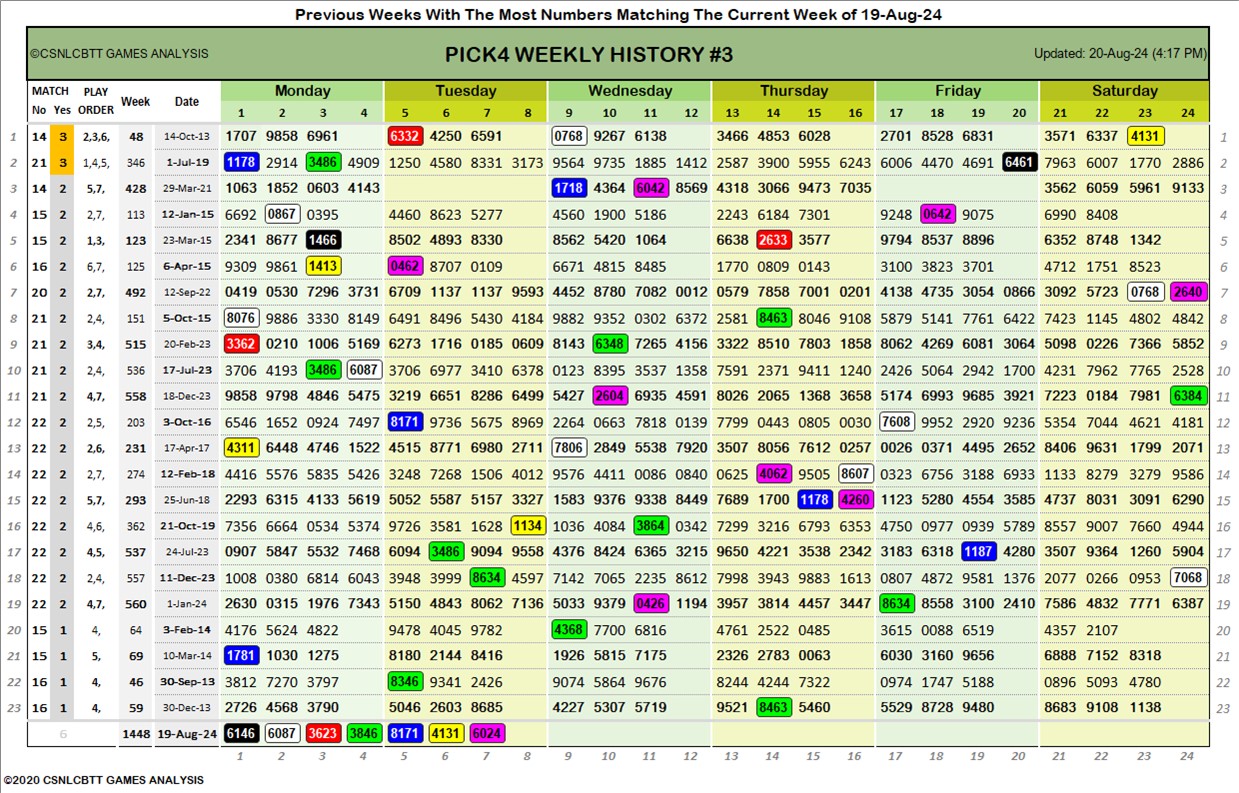 Previous Weeks With The Most Numbers Matching The Current Week of 19-Aug-24
©CSNLCBTT GAMES ANALYSIS PICK4 WEEKLY HISTORY #3 Updated: 20-Aug-24 (4:17 PM)
MATCH PLAY Week Date Monday Tuesday Wednesday Thursday Friday Saturday
No Yes ORDER 1 2 3 4 5 6 7 8 9 10 11 12 13 14 15 16 17 18 19 20 21 22 23 24
1 14 3 2,3,6, 48 14-Oct-13 1707 9858 6961 6332 4250 6591 0768 9267 6138 3466 4853 6028 2701 8528 6831 3571 6337 4131 1
2 21 3 1,4,5, 346 1-Jul-19 1178 2914 3486 4909 1250 4580 8331 3173 9564 9735 1885 1412 2587 3900 5955 6243 6006 4470 4691 6461 7963 6007 1770 2886 2
3 14 2 5,7, 428 29-Mar-21 1063 1852 0603 4143 1718 4364 6042 8569 4318 3066 9473 7035 3562 6059 5961 9133 3
4 15 2 2,7, 113 12-Jan-15 6692 0867 0395 4460 8623 5277 4560 1900 5186 2243 6184 7301 9248 0642 9075 6990 8408 4
5 15 2 1,3, 123 23-Mar-15 2341 8677 1466 8502 4893 8330 8562 5420 1064 6638 2633 3577 9794 8537 8896 6352 8748 1342 5
6 16 2 6,7, 125 6-Apr-15 9309 9861 1413 0462 8707 0109 6671 4815 8485 1770 0809 0143 3100 3823 3701 4712 1751 8523 6
7 20 2 2,7, 492 12-Sep-22 0419 0530 7296 3731 6709 1137 1137 9593 4452 8780 7082 0012 0579 7858 7001 0201 4138 4735 3054 0866 3092 5723 0768 2640 7
8 21 2 2,4, 151 5-Oct-15 8076 9886 3330 8149 6491 8496 5430 4184 9882 9352 0302 6372 2581 8463 8046 9108 5879 5141 7761 6422 7423 1145 4802 4842 8
9 21 2 3,4, 515 20-Feb-23 3362 0210 1006 5169 6273 1716 0185 0609 8143 6348 7265 4156 3322 8510 7803 1858 8062 4269 6081 3064 5098 0226 7366 5852 9
10 21 2 2,4, 536 17-Jul-23 3706 4193 3486 6087 3706 6977 3410 6378 0123 8395 3537 1358 7591 2371 9411 1240 2426 5064 2942 1700 4231 7962 7765 2528 10
11 21 2 4,7, 558 18-Dec-23 9858 9798 4846 5475 3219 6651 8286 6499 5427 2604 6935 4591 8026 2065 1368 3658 5174 6993 9685 3921 7223 0184 7981 6384 11
12 22 2 2,5, 203 3-Oct-16 6546 1652 0924 7497 8171 9736 5675 8969 2264 0663 7818 0139 7799 0443 0805 0030 7608 9952 2920 9236 5354 7044 4621 4181 12
13 22 2 2,6, 231 17-Apr-17 4311 6448 4746 1522 4515 8771 6980 2711 7806 2849 5538 7920 3507 8056 7612 0257 0026 0371 4495 2652 8406 9631 1799 2071 13
14 22 2 2,7, 274 12-Feb-18 4416 5576 5835 5426 3248 7268 1506 4012 9576 4411 0086 0840 0625 4062 9505 8607 0323 6756 3188 6933 1133 8279 3279 9586 14
15 22 2 5,7, 293 25-Jun-18 2293 6315 4133 5619 5052 5587 5157 3327 1583 9376 9338 8449 7689 1700 1178 4260 1123 5280 4554 3585 4737 8031 3091 6290 15
16 22 2 4,6, 362 21-Oct-19 7356 6664 0534 5374 9726 3581 1628 1134 1036 4084 3864 0342 7299 3216 6793 6353 4750 0977 0939 5789 8557 9007 7660 4944 16
17 22 2 4,5, 537 24-Jul-23 0907 5847 5532 7468 6094 3486 9094 9558 4376 8424 6365 3215 9650 4221 3538 2342 3183 6318 1187 4280 3507 9364 1260 5904 17
18 22 2 2,4, 557 11-Dec-23 1008 0380 6814 6043 3948 3999 8634 4597 7142 7065 2235 8612 7998 3943 9883 1613 0807 4872 9581 1376 2077 0266 0953 7068 18
19 22 2 4,7, 560 1-Jan-24 2630 0315 1976 7343 5150 4843 8062 7136 5033 9379 0426 1194 3957 3814 4457 3447 8634 8558 3100 2410 7586 4832 7771 6387 19
20 15 1 4, 64 3-Feb-14 4176 5624 4822 9478 4045 9782 4368 7700 6816 4761 2522 0485 3615 0088 6519 4357 2107 20
21 15 1 5, 69 10-Mar-14 1781 1030 1275 8180 2144 8416 1926 5815 7175 2326 2783 0063 6030 3160 9656 6888 7152 8318 21
22 16 1 4, 46 30-Sep-13 3812 7270 3797 8346 9341 2426 9074 5864 9676 8244 4244 7322 0974 1747 5188 0896 5093 4780 22
23 16 1 4, 59 30-Dec-13 2726 4568 3790 5046 2603 8685 4227 5307 5719 9521 8463 5460 5529 8728 9480 8683 9108 1138 23
6 1448 19-Aug-24 6146 6087 3623 3846 8171 4131 6024
1 2 3 4 5 6 7 8 9 10 11 12 13 14 15 16 17 18 19 20 21 22 23 24
©2020 CSNLCBTT GAMES ANALYSIS